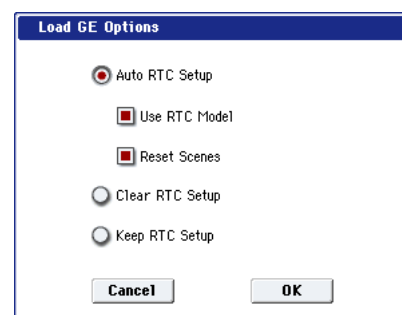 Load GE Options
Auto RTC Setup
Use RTC Model
Reset Scenes
Clear RTC Setup
Keep RTC Setup
Cancel OK